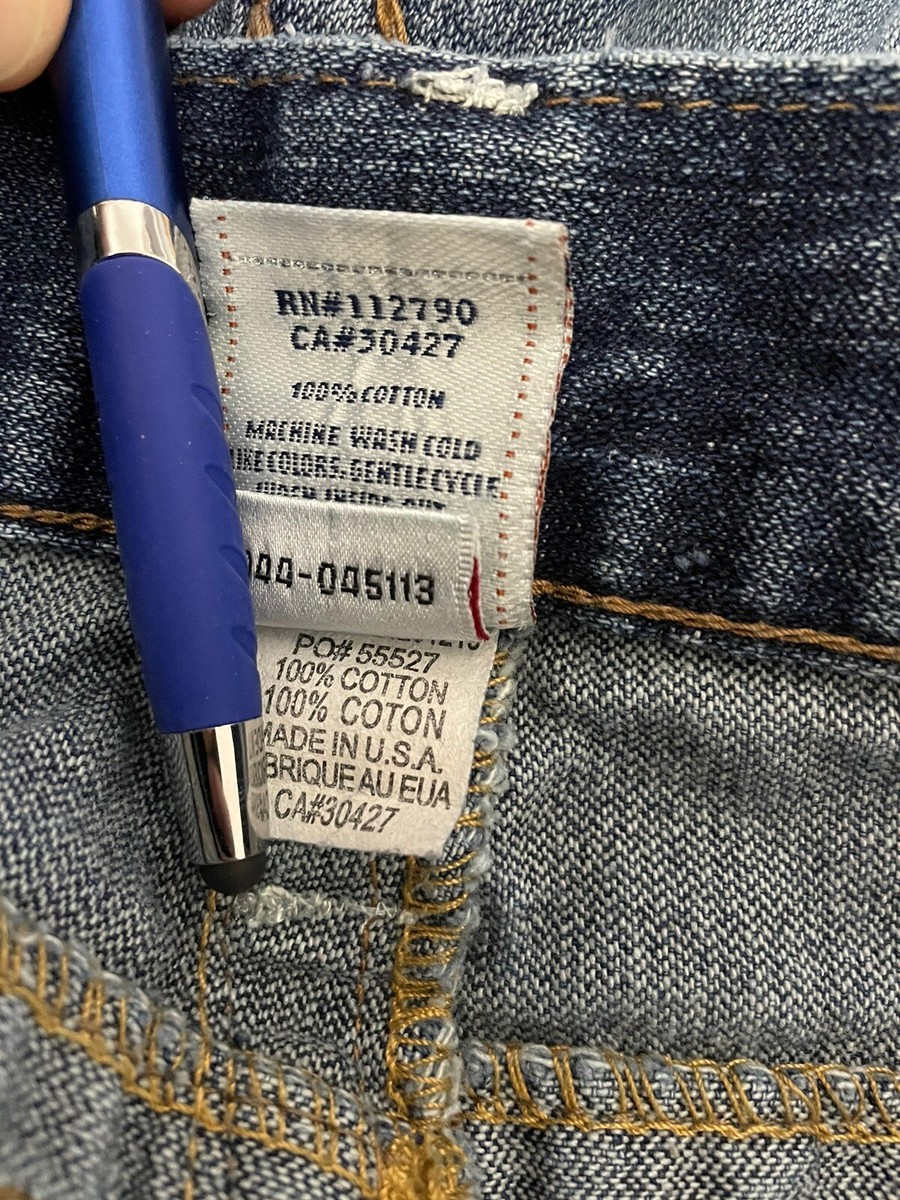 RN#112790
CA#30427
100% COTTON
MACHINE WASH COLD
COLORS. GENTLE CYCLE
044-045113
PO# 55527
100% COTTON
100% COTON
MADE IN U.S.A.
BRIQUE AU EUA
CA#30427